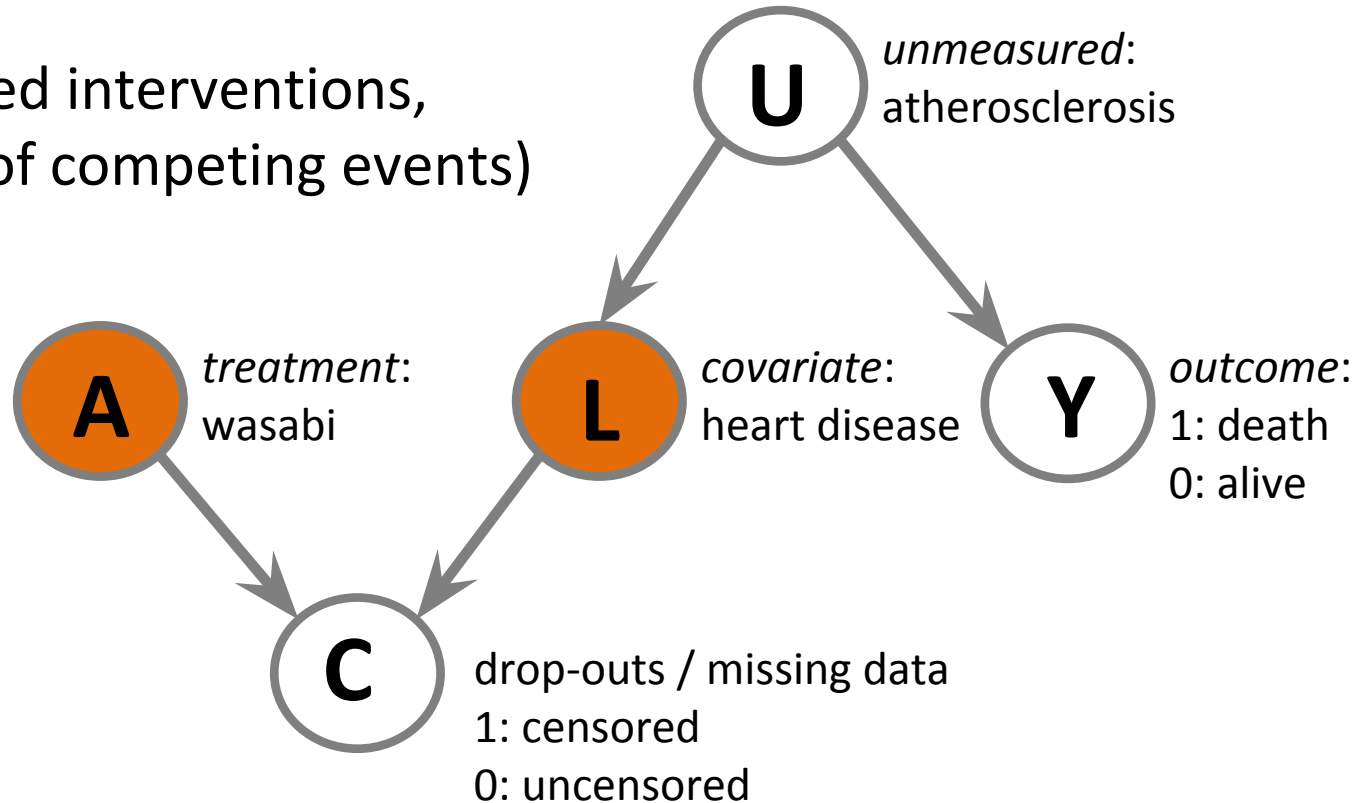 ed interventions,
of competing events)
U
unmeasured:
atherosclerosis
A
treatment:
wasabi
L
covariate:
heart disease
Y
outcome:
1: death
0: alive
C
drop-outs / missing data
1: censored
0: uncensored